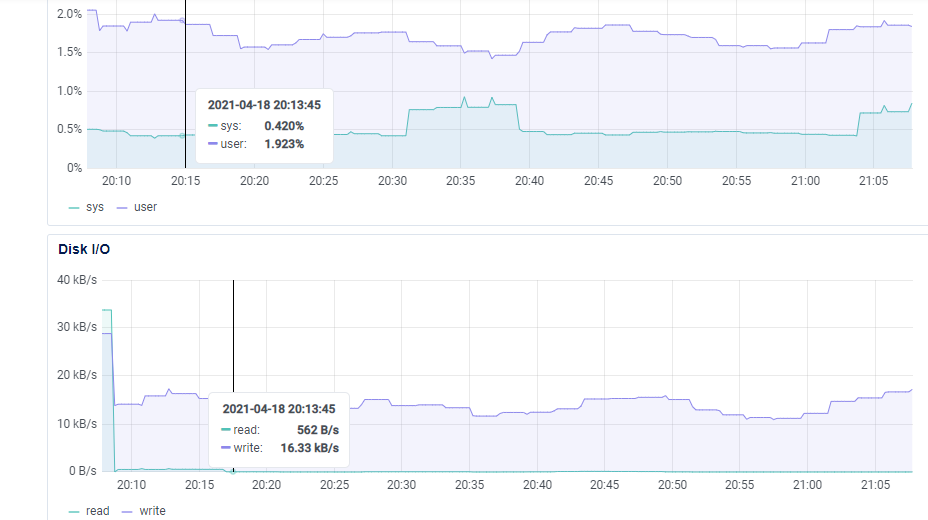 2.0%
1.5%
1.0%
0.5%
0%
2021-04-18 20:13:45
sys: 0.420%
user: 1.923%
20:10 20:15 20:20 20:25 20:30 20:35 20:40 20:45 20:50 20:55 21:00 21:05
sys user
Disk I/O
40 kB/s
30 kB/s
20 kB/s
10 kB/s
0 B/s
2021-04-18 20:13:45
read: 562 B/s
write: 16.33 kB/s
20:10 20:15 20:20 20:25 20:30 20:35 20:40 20:45 20:50 20:55 21:00 21:05
read write